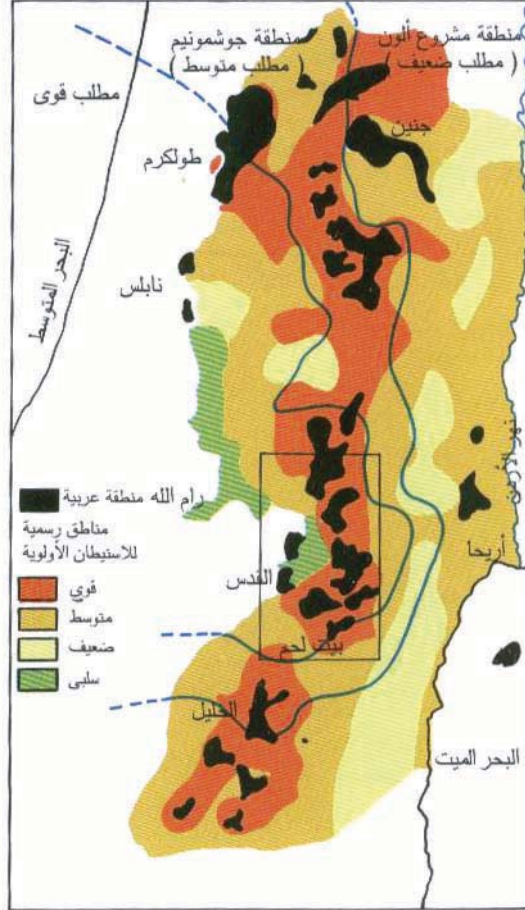 منطقة مشروع ألون
( مطلب ضعيف )
منطقة جوشمونيم
( مطلب متوسط )
مطلب قوى
جنين
طولكرم
البحر المتوسط
نابلس
نهر الأردن
رام الله
منطقة عربية
مناطق رسمية
للاستيطان الأولوية
أريحا
القدس
قوي
متوسط
ضعيف
سلبى
بيت لحم
الخليل
البحر الميت